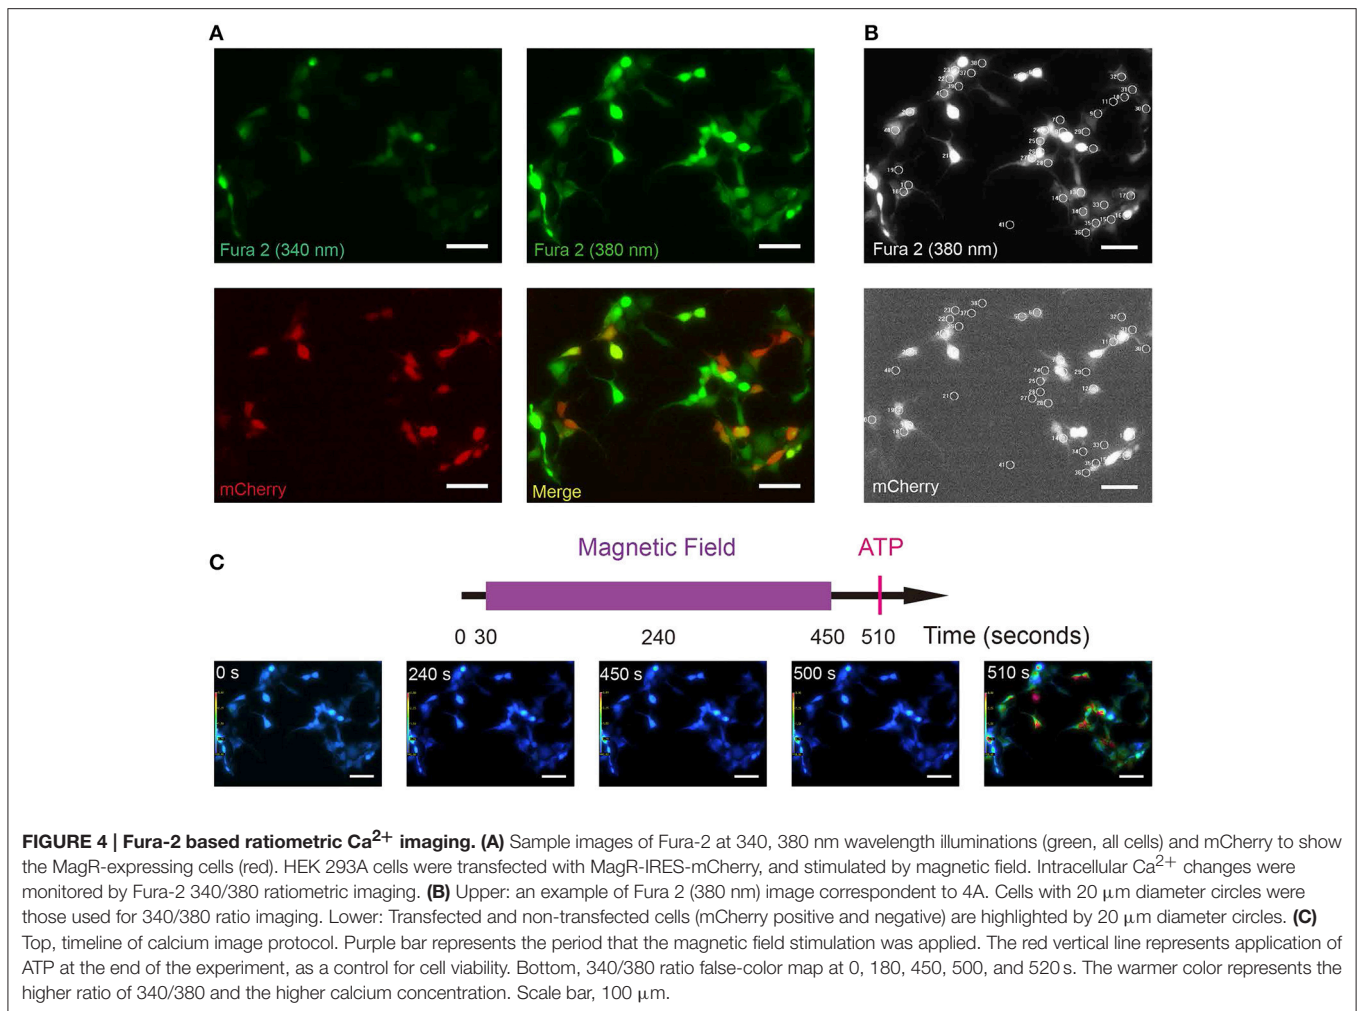 A
B
Fura 2 (340 nm)
Fura 2 (380 nm)
Fura 2 (380 nm)
41
21
mCherry
Merge
mCherry
41
21
C
Magnetic Field
ATP
0 30 240 450 510 Time (seconds)
0 s
240 s
450 s
500 s
510 s
FIGURE 4 | Fura-2 based ratiometric Ca2+ imaging. (A) Sample images of Fura-2 at 340, 380 nm wavelength illuminations (green, all cells) and mCherry to show
the MagR-expressing cells (red). HEK 293A cells were transfected with MagR-IRES-mCherry, and stimulated by magnetic field. Intracellular Ca2+ changes were
monitored by Fura-2 340/380 ratiometric imaging. (B) Upper: an example of Fura 2 (380 nm) image correspondent to 4A. Cells with 20 μm diameter circles were
those used for 340/380 ratio imaging. Lower: Transfected and non-transfected cells (mCherry positive and negative) are highlighted by 20 μm diameter circles. (C)
Top, timeline of calcium image protocol. Purple bar represents the period that the magnetic field stimulation was applied. The red vertical line represents application of
ATP at the end of the experiment, as a control for cell viability. Bottom, 340/380 ratio false-color map at 0, 180, 450, 500, and 520 s. The warmer color represents the
higher ratio of 340/380 and the higher calcium concentration. Scale bar, 100 μm.